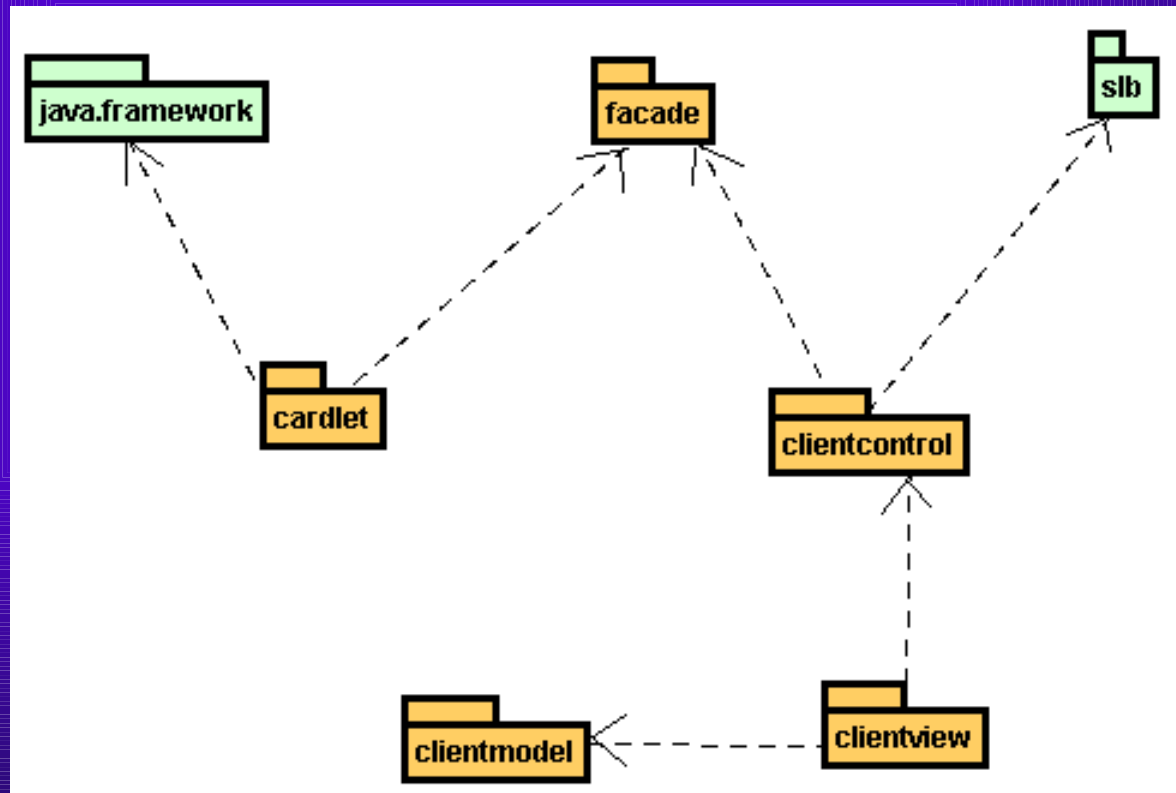 java.framework
facade
slb
cardlet
clientcontrol
clientmodel
clientview